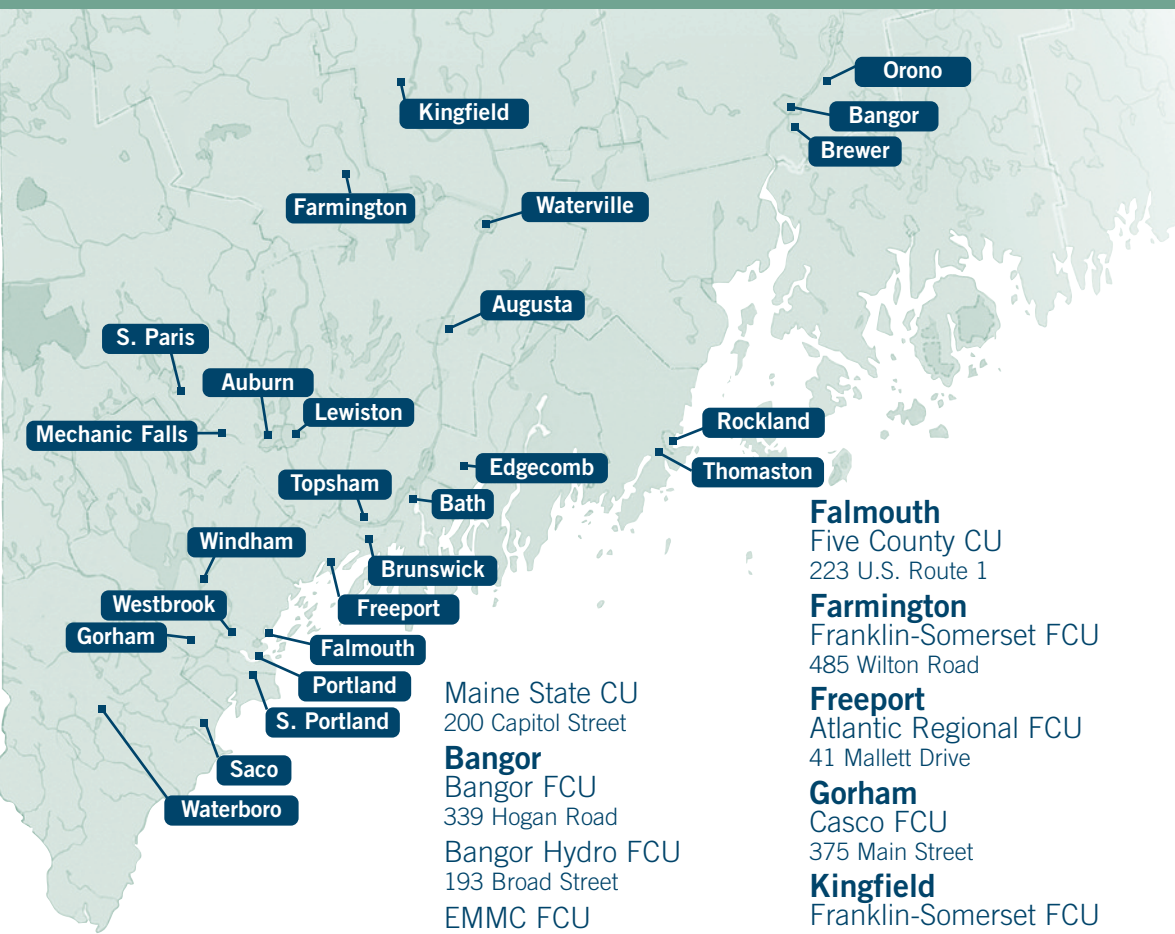 Orono
Kingfield
Bangor
Brewer
Farmington
Waterville
Augusta
S. Paris
Auburn
Lewiston
Mechanic Falls
Rockland
Edgecomb
Thomaston
Topsham
Bath
Windham
Brunswick
Westbrook
Freeport
Gorham
Falmouth
Portland
S. Portland
Saco
Waterboro
Maine State CU
200 Capitol Street
Bangor
Bangor FCU
339 Hogan Road
Bangor Hydro FCU
193 Broad Street
EMMC FCU
Falmouth
Five County CU
223 U.S. Route 1
Farmington
Franklin-Somerset FCU
485 Wilton Road
Freeport
Atlantic Regional FCU
41 Mallett Drive
Gorham
Casco FCU
375 Main Street
Kingfield
Franklin-Somerset FCU